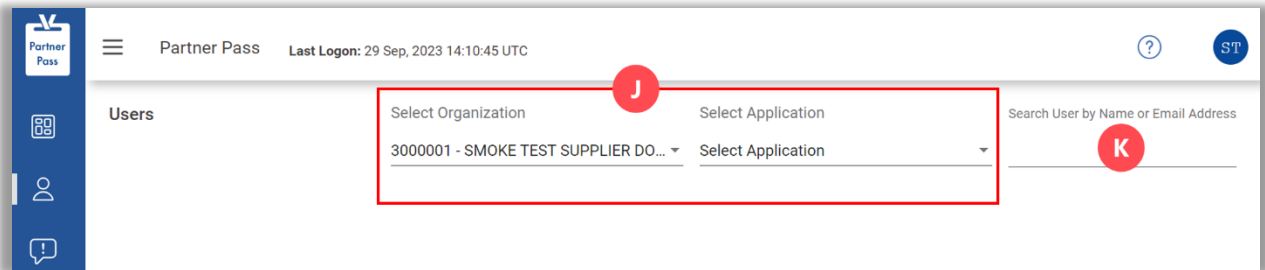 Partner
Pass
Partner Pass Last Logon: 29 Sep, 2023 14:10:45 UTC
?
ST
J
Users
Select Organization
Select Application
Search User by Name or Email Address
3000001 - SMOKE TEST SUPPLIER DO...
Select Application
K